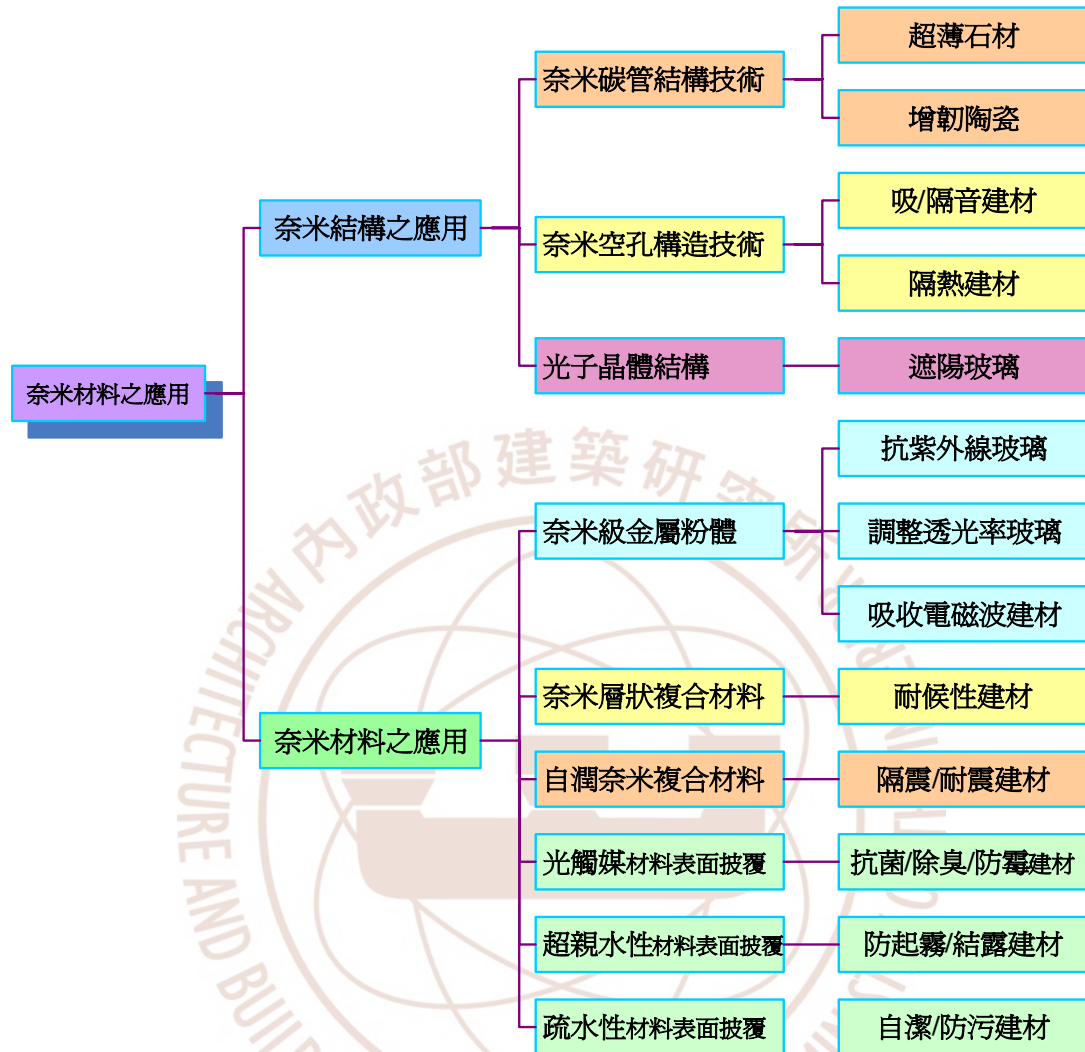 奈米材料之應用
奈米結構之應用
奈米碳管結構技術
超薄石材
增韌陶瓷
奈米空孔構造技術
吸/隔音建材
隔熱建材
光子晶體結構
遮陽玻璃
奈米材料之應用
奈米級金屬粉體
抗紫外線玻璃
調整透光率玻璃
吸收電磁波建材
奈米層狀複合材料
耐候性建材
自潤奈米複合材料
隔震/耐震建材
光觸媒材料表面披覆
抗菌/除臭/防霉建材
超親水性材料表面披覆
防起霧/結露建材
疏水性材料表面披覆
自潔/防污建材
內政部建築研究所
ARCHITECTURE AND BUIL